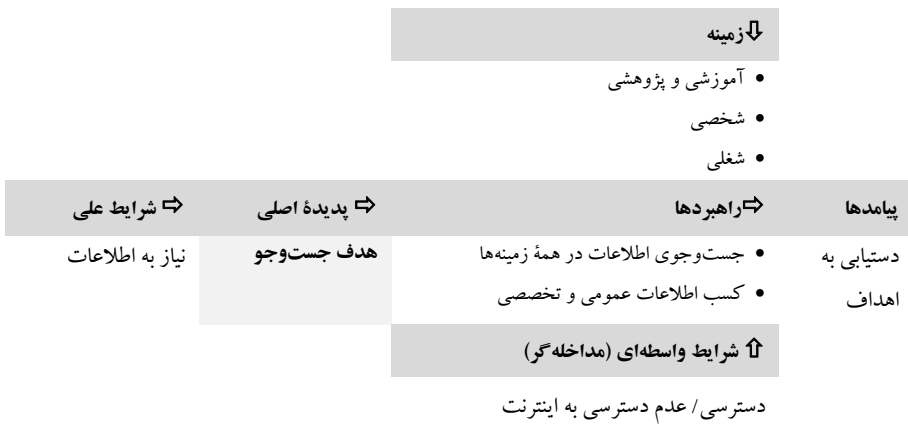 ⇩زمینه
• آموزشی و پژوهشی
• شخصی
• شغلی
پیامدها ⇨راهبردها ⇨ پدیدۀ اصلی ⇨ شرایط علی
دستیابی به • جست‌وجوی اطلاعات در همۀ زمینه‌ها هدف جست‌وجو نیاز به اطلاعات
اهداف • کسب اطلاعات عمومی و تخصصی
⇧ شرایط واسطه‌ای (مداخله‌گر)
دسترسی/ عدم دسترسی به اینترنت